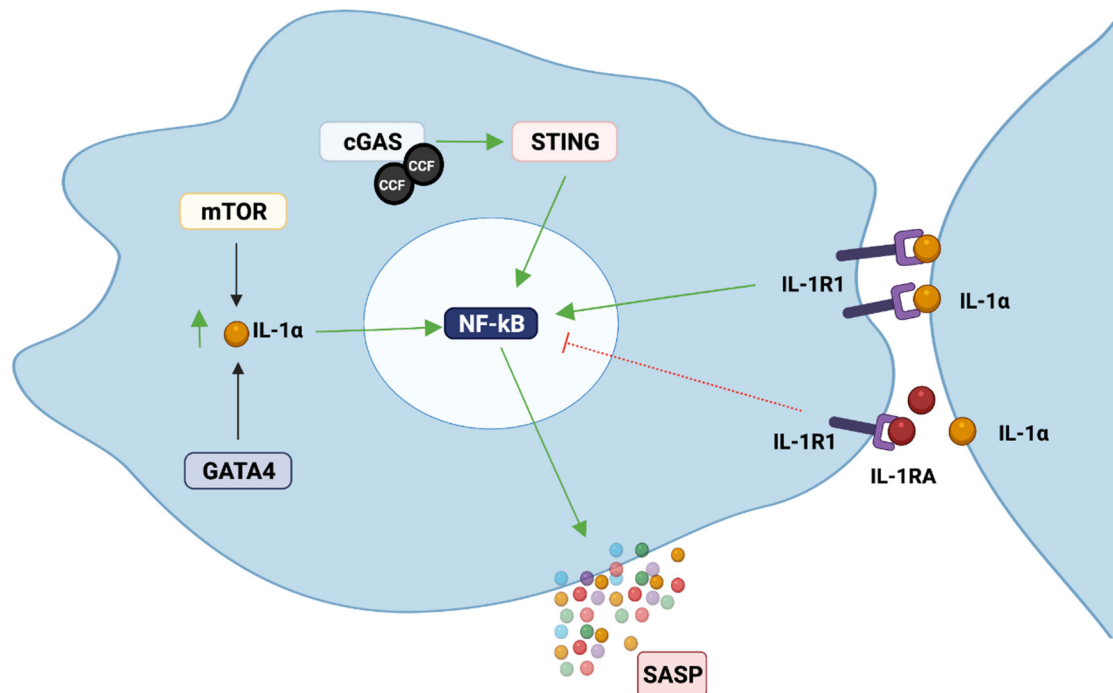 cGAS
STING
CCF
CCF
mTOR
IL-1R1
IL-1α
NF-kB
IL-1α
GATA4
IL-1R1
IL-1α
IL-1RA
SASP